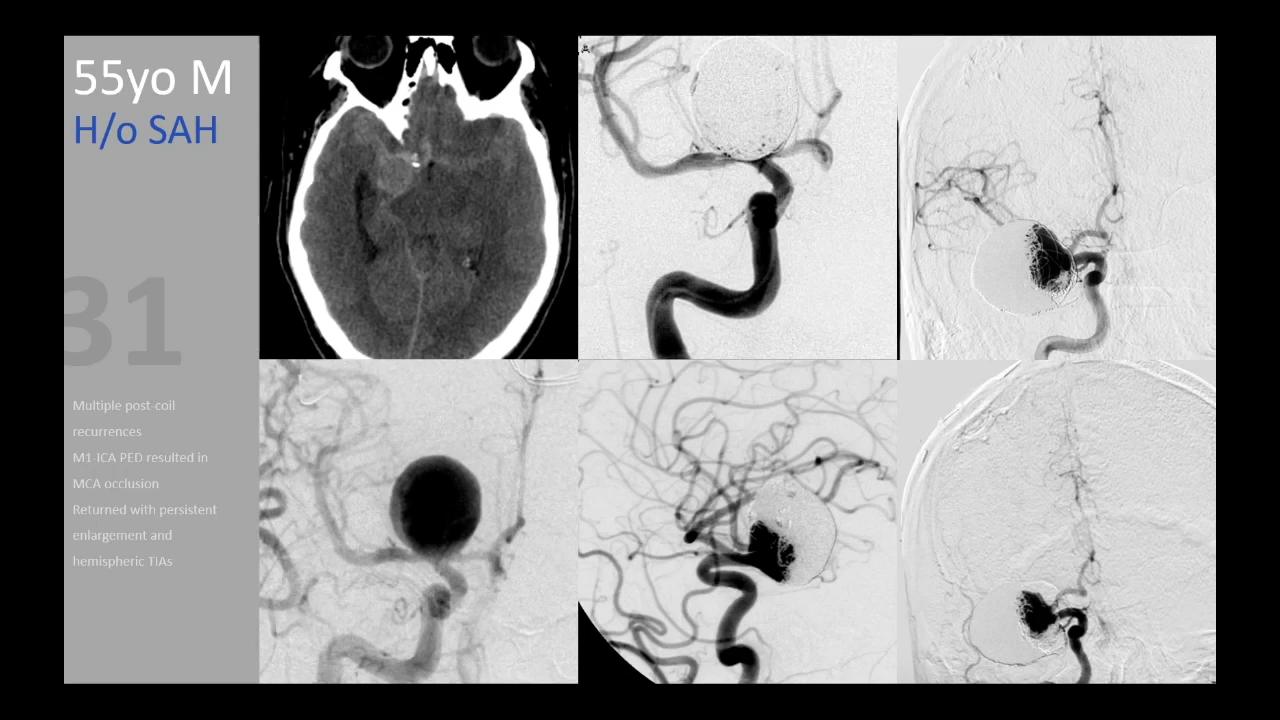 55yo M
H/o SAH
31
Multiple post-coil
recurrences
M1-ICA PED resulted in
MCA occlusion
Returned with persistent
enlargement and
hemispheric TIAs